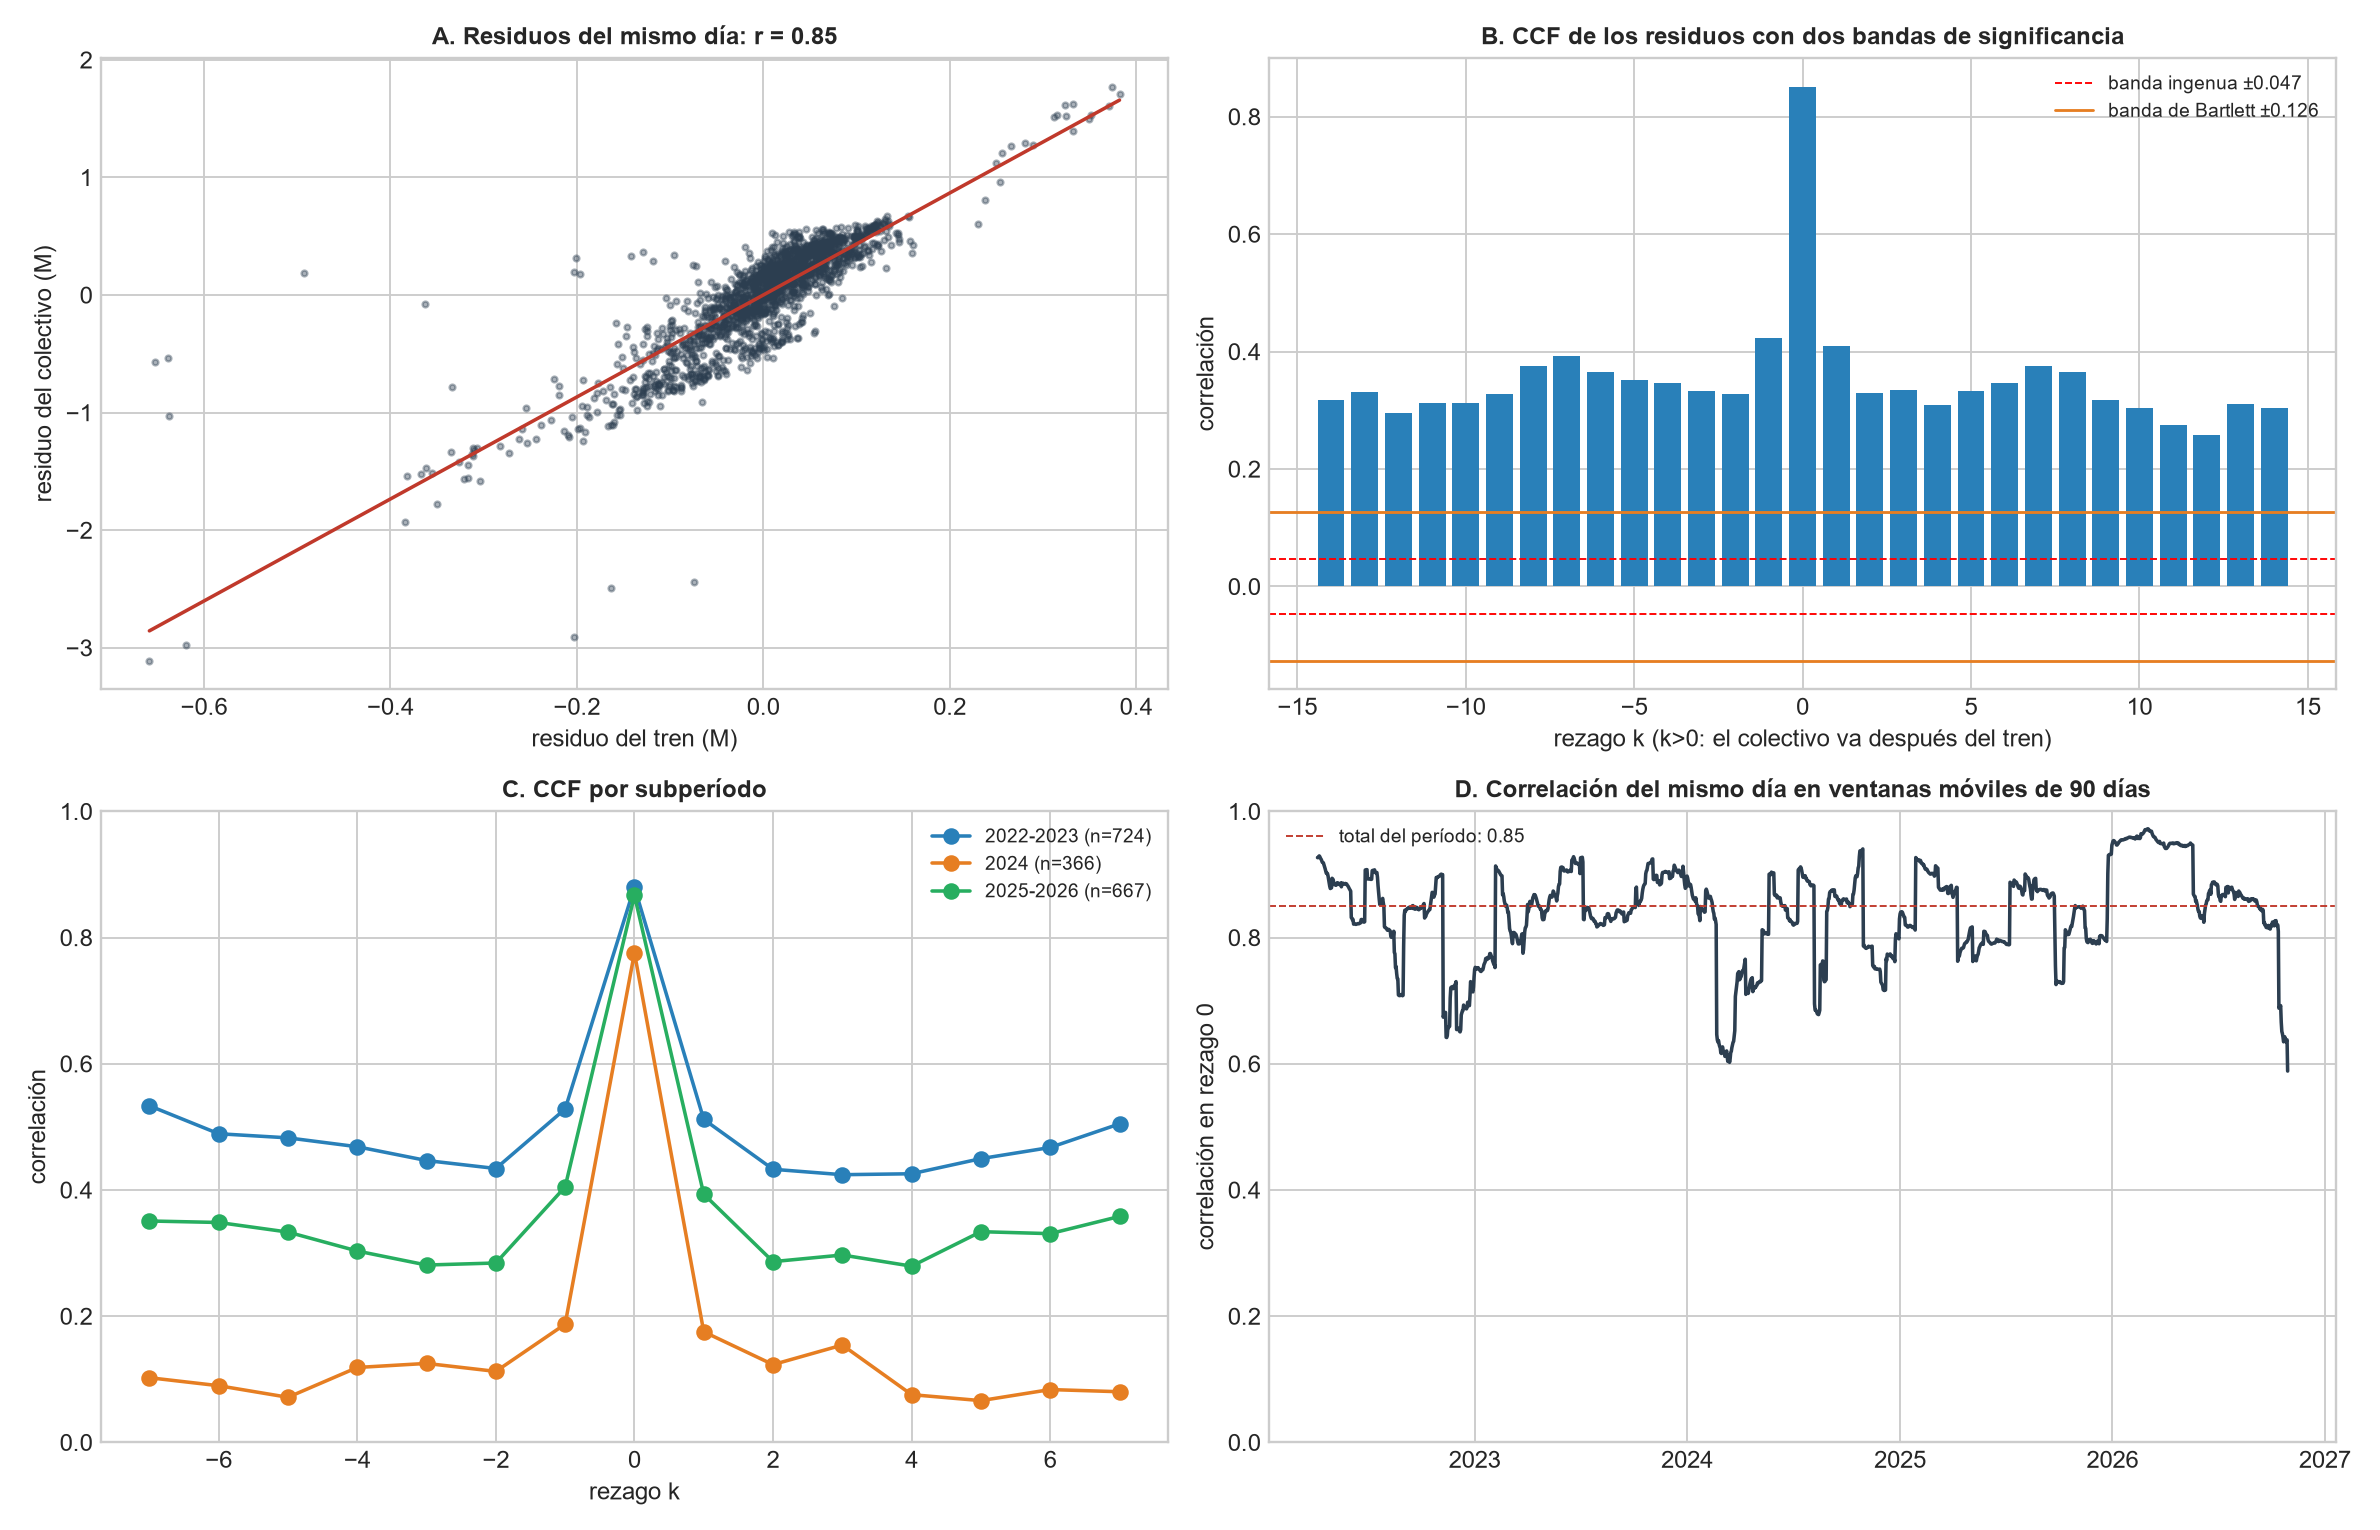 A. Residuos del mismo día: r = 0.85
2
1
0
−1
−2
−3
residuo del colectivo (M)
−0.6
−0.4
−0.2
0.0
0.2
0.4
residuo del tren (M)
B. CCF de los residuos con dos bandas de significancia
banda ingenua ±0.047
banda de Bartlett ±0.126
0.8
0.6
0.4
0.2
0.0
correlación
−15
−10
−5
0
5
10
15
rezago k (k>0: el colectivo va después del tren)
C. CCF por subperíodo
2022-2023 (n=724)
2024 (n=366)
2025-2026 (n=667)
1.0
0.8
0.6
0.4
0.2
0.0
correlación
−6
−4
−2
0
2
4
6
rezago k
D. Correlación del mismo día en ventanas móviles de 90 días
total del período: 0.85
1.0
0.8
0.6
0.4
0.2
0.0
correlación en rezago 0
2023
2024
2025
2026
2027